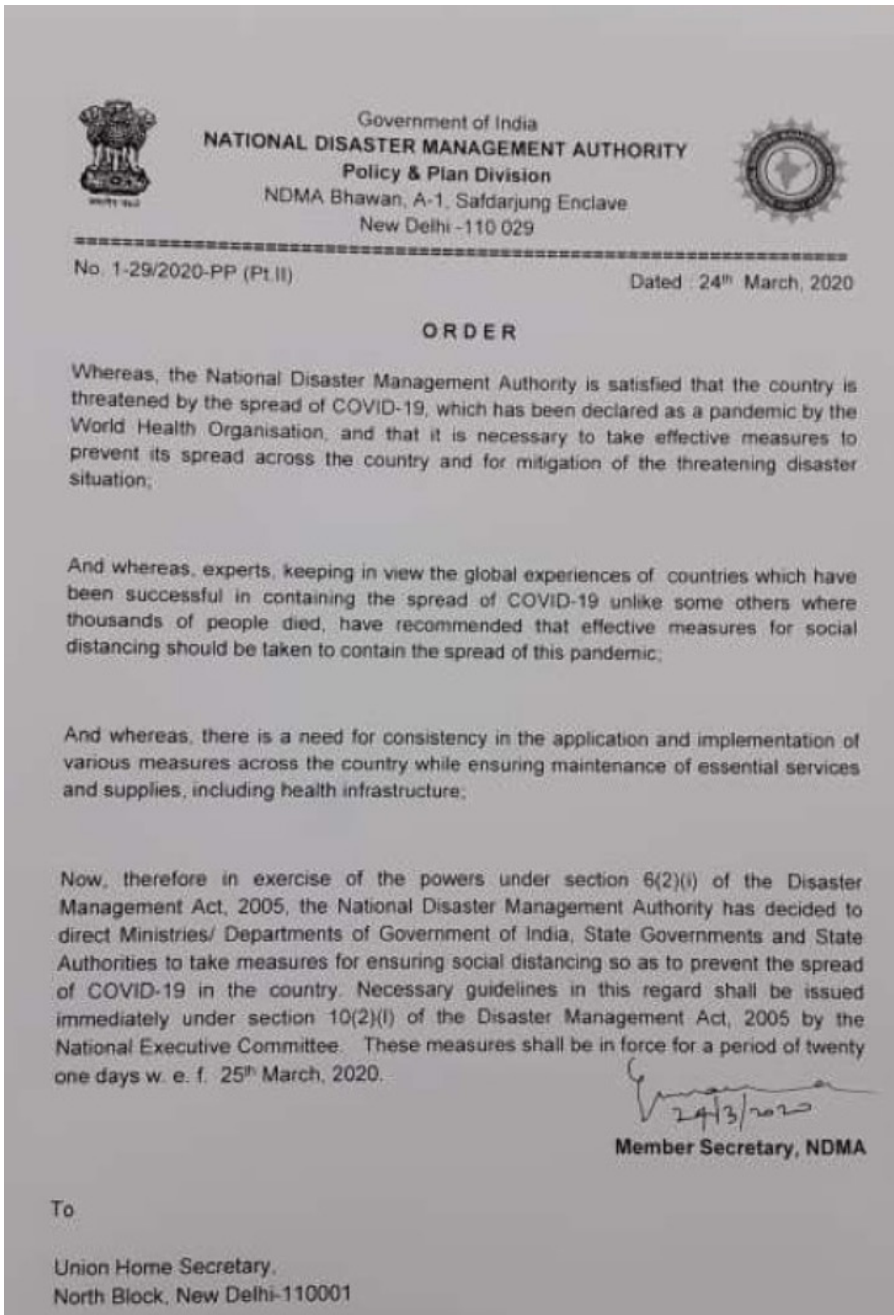 Government of India
NATIONAL DISASTER MANAGEMENT AUTHORITY
Policy & Plan Division
NDMA Bhawan, A-1, Safdarjung Enclave
New Delhi -110 029
No. 1-29/2020-PP (Pt.II)
Dated : 24th March, 2020
ORDER
Whereas, the National Disaster Management Authority is satisfied that the country is
threatened by the spread of COVID-19, which has been declared as a pandemic by the
World Health Organisation, and that it is necessary to take effective measures to
prevent its spread across the country and for mitigation of the threatening disaster
situation;
And whereas, experts, keeping in view the global experiences of countries which have
been successful in containing the spread of COVID-19 unlike some others where
thousands of people died, have recommended that effective measures for social
distancing should be taken to contain the spread of this pandemic;
And whereas, there is a need for consistency in the application and implementation of
various measures across the country while ensuring maintenance of essential services
and supplies, including health infrastructure;
Now, therefore in exercise of the powers under section 6(2)(i) of the Disaster
Management Act, 2005, the National Disaster Management Authority has decided to
direct Ministries/ Departments of Government of India, State Governments and State
Authorities to take measures for ensuring social distancing so as to prevent the spread
of COVID-19 in the country. Necessary guidelines in this regard shall be issued
immediately under section 10(2)(l) of the Disaster Management Act, 2005 by the
National Executive Committee. These measures shall be in force for a period of twenty
one days w. e. f. 25th March, 2020.
24/3/2020
Member Secretary, NDMA
To
Union Home Secretary,
North Block, New Delhi-110001